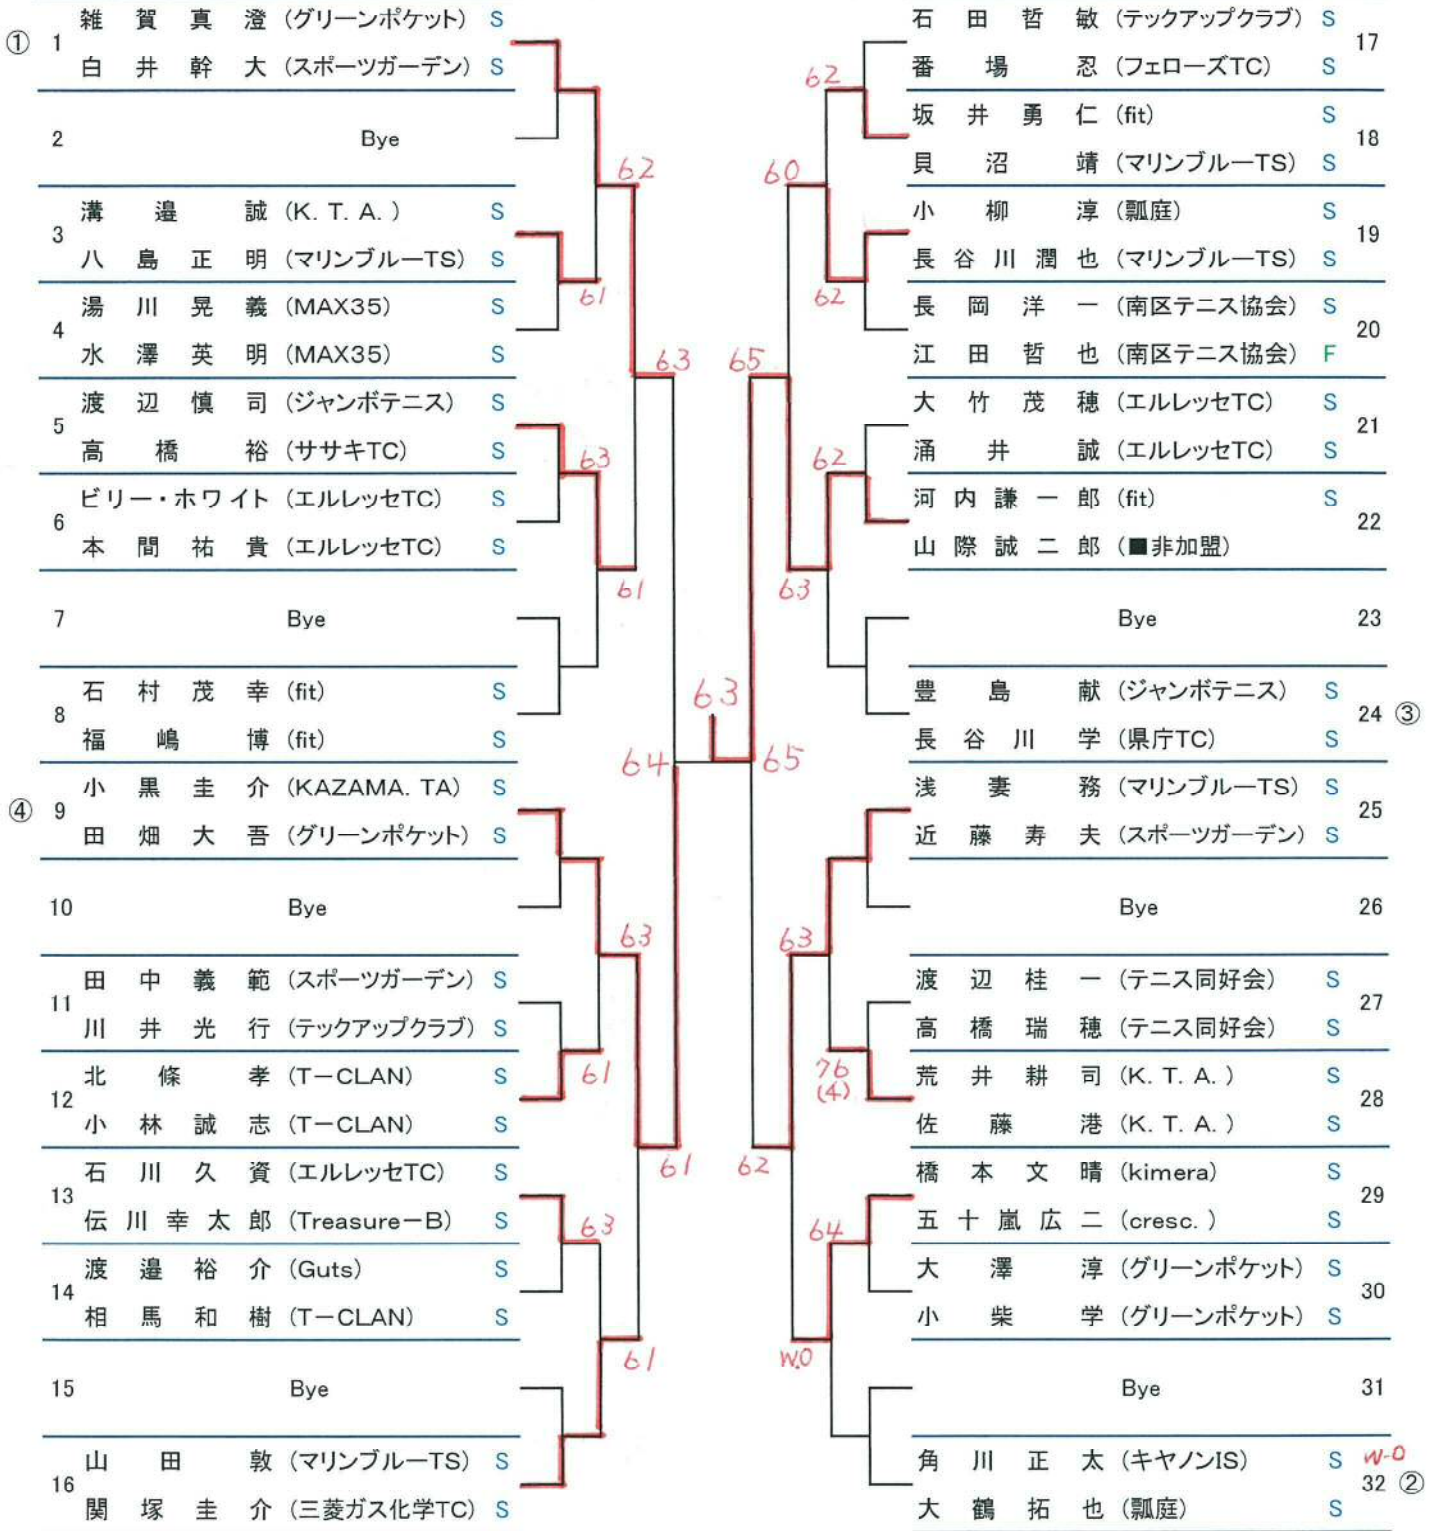 雑賀真澄 (グリーンポケット) S
① 1
白井幹大 (スポーツガーデン) S
2 Bye
溝邉誠 (K. T. A. ) S
3
八島正明 (マリンブルーTS) S
湯川晃義 (MAX35) S
4
水澤英明 (MAX35) S
渡辺慎司 (ジャンボテニス) S
5
高橋裕 (ササキTC) S
ビリー・ホワイト (エルレッセTC) S
6
本間祐貴 (エルレッセTC) S
7 Bye
石村茂幸 (fit) S
8
福嶋博 (fit) S
小黒圭介 (KAZAMA. TA) S
④ 9
田畑大吾 (グリーンポケット) S
10 Bye
田中義範 (スポーツガーデン) S
11
川井光行 (テックアップクラブ) S
北條孝 (T-CLAN) S
12
小林誠志 (T-CLAN) S
石川久資 (エルレッセTC) S
13
伝川幸太郎 (Treasure-B) S
渡邉裕介 (Guts) S
14
相馬和樹 (T-CLAN) S
15 Bye
山田敦 (マリンブルーTS) S
16
関塚圭介 (三菱ガス化学TC) S
62
61
63
63
61
64
63
61
61
63
61
63
65
65
62
60
62
62
63
63
76
(4)
62
64
W.O
石田哲敏 (テックアップクラブ) S
17
番場忍 (フェローズTC) S
坂井勇仁 (fit) S
18
貝沼靖 (マリンブルーTS) S
小柳淳 (瓢庭) S
19
長谷川潤也 (マリンブルーTS) S
長岡洋一 (南区テニス協会) S
20
江田哲也 (南区テニス協会) F
大竹茂穂 (エルレッセTC) S
21
涌井誠 (エルレッセTC) S
河内謙一郎 (fit) S
22
山際誠二郎 (■非加盟)
Bye 23
豊島献 (ジャンボテニス) S
24 ③
長谷川学 (県庁TC) S
浅妻務 (マリンブルーTS) S
25
近藤寿夫 (スポーツガーデン) S
Bye 26
渡辺桂一 (テニス同好会) S
27
高橋瑞穂 (テニス同好会) S
荒井耕司 (K. T. A. ) S
28
佐藤港 (K. T. A. ) S
橋本文晴 (kimera) S
29
五十嵐広二 (cresc. ) S
大澤淳 (グリーンポケット) S
30
小柴学 (グリーンポケット) S
Bye 31
角川正太 (キヤノンIS) S W-O
32 ②
大鶴拓也 (瓢庭) S